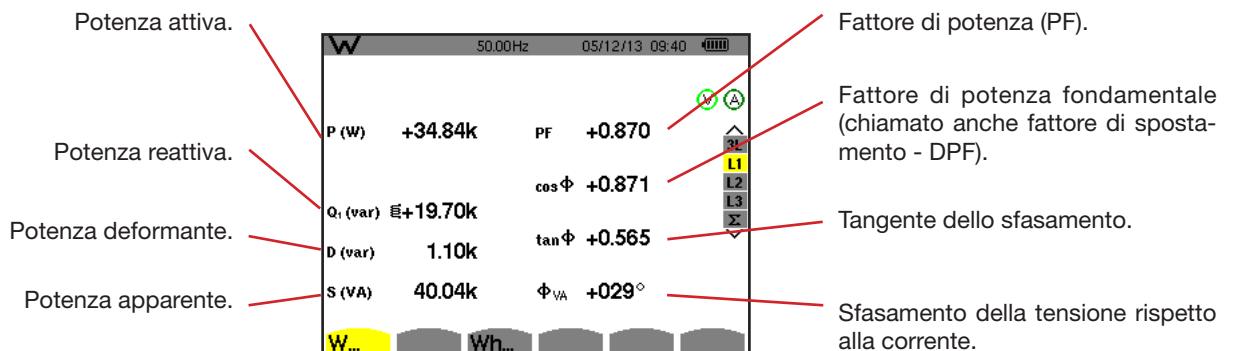 Potenza attiva.
Potenza reattiva.
Potenza deformante.
Potenza apparente.
W 50.00Hz 05/12/13 09:40
V A
P (W) +34.84k PF +0.870
cos Φ +0.871
Q₁ (var) +19.70k
tan Φ +0.565
D (var) 1.10k
S (VA) 40.04k Φ VA +029°
3L
L1
L2
L3
Σ
W... Wh...
Fattore di potenza (PF).
Fattore di potenza fondamentale
(chiamato anche fattore di sposta-
mento - DPF).
Tangente dello sfasamento.
Sfasamento della tensione rispetto
alla corrente.